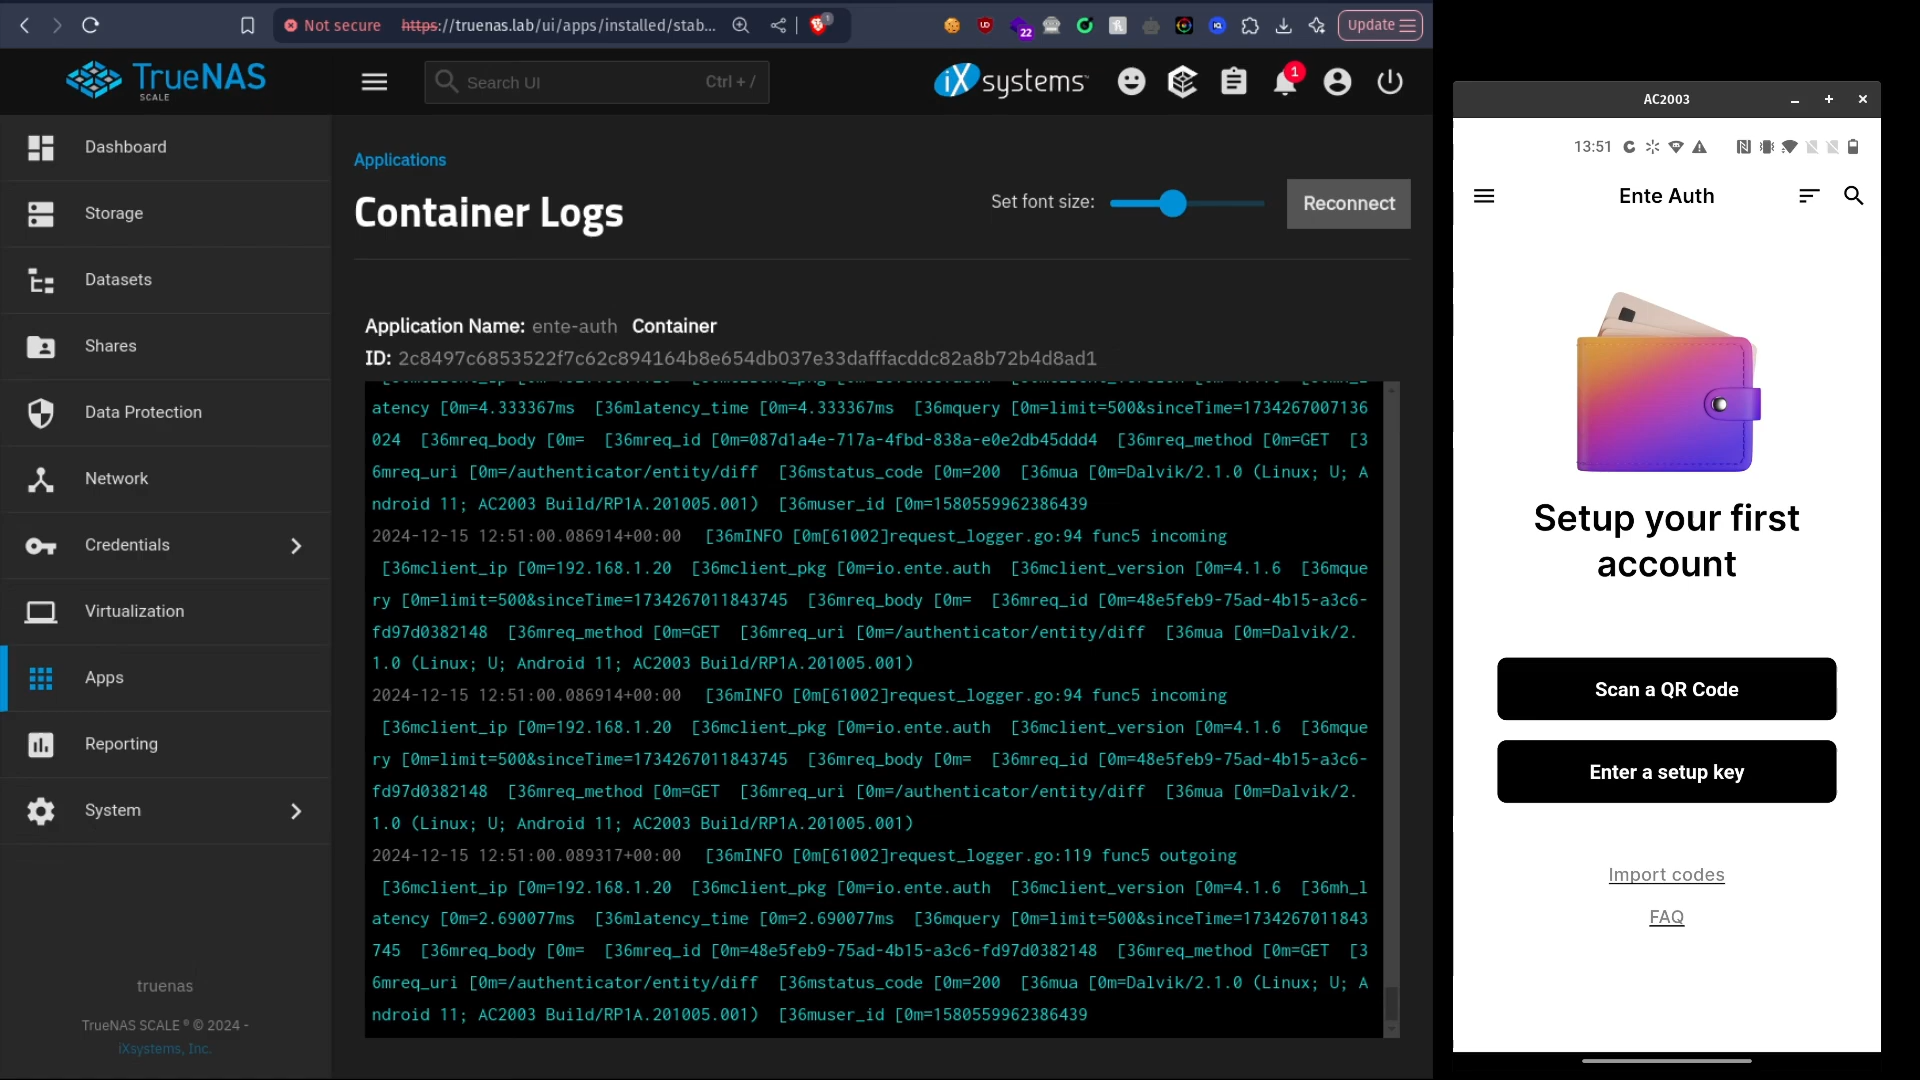 Not secure
https://truenas.lab/ui/apps/installed/stab...
1
22
Update
TrueNAS
SCALE
Search UI
Ctrl + /
iXsystems
1
Dashboard
Storage
Datasets
Shares
Data Protection
Network
Credentials
Virtualization
Apps
Reporting
System
truenas
TrueNAS SCALE ® © 2024 -
iXsystems, Inc.
Applications
Container Logs
Set font size:
Reconnect
Application Name: ente-auth Container
ID: 2c8497c6853522f7c62c894164b8e654db037e33dafffacddc82a8b72b4d8ad1
atency [0m=4.333367ms [36mlatency_time [0m=4.333367ms [36mquery [0m=limit=500&sinceTime=1734267007136
024 [36mreq_body [0m= [36mreq_id [0m=087d1a4e-717a-4fbd-838a-e0e2db45ddd4 [36mreq_method [0m=GET [3
6mreq_uri [0m=/authenticator/entity/diff [36mstatus_code [0m=200 [36mua [0m=Dalvik/2.1.0 (Linux; U; A
ndroid 11; AC2003 Build/RP1A.201005.001) [36muser_id [0m=1580559962386439
2024-12-15 12:51:00.086914+00:00 [36mINFO [0m[61002]request_logger.go:94 func5 incoming
[36mclient_ip [0m=192.168.1.20 [36mclient_pkg [0m=io.ente.auth [36mclient_version [0m=4.1.6 [36mque
ry [0m=limit=500&sinceTime=1734267011843745 [36mreq_body [0m= [36mreq_id [0m=48e5feb9-75ad-4b15-a3c6-
fd97d0382148 [36mreq_method [0m=GET [36mreq_uri [0m=/authenticator/entity/diff [36mua [0m=Dalvik/2.
1.0 (Linux; U; Android 11; AC2003 Build/RP1A.201005.001)
2024-12-15 12:51:00.086914+00:00 [36mINFO [0m[61002]request_logger.go:94 func5 incoming
[36mclient_ip [0m=192.168.1.20 [36mclient_pkg [0m=io.ente.auth [36mclient_version [0m=4.1.6 [36mque
ry [0m=limit=500&sinceTime=1734267011843745 [36mreq_body [0m= [36mreq_id [0m=48e5feb9-75ad-4b15-a3c6-
fd97d0382148 [36mreq_method [0m=GET [36mreq_uri [0m=/authenticator/entity/diff [36mua [0m=Dalvik/2.
1.0 (Linux; U; Android 11; AC2003 Build/RP1A.201005.001)
2024-12-15 12:51:00.089317+00:00 [36mINFO [0m[61002]request_logger.go:119 func5 outgoing
[36mclient_ip [0m=192.168.1.20 [36mclient_pkg [0m=io.ente.auth [36mclient_version [0m=4.1.6 [36mh_l
atency [0m=2.690077ms [36mlatency_time [0m=2.690077ms [36mquery [0m=limit=500&sinceTime=1734267011843
745 [36mreq_body [0m= [36mreq_id [0m=48e5feb9-75ad-4b15-a3c6-fd97d0382148 [36mreq_method [0m=GET [3
6mreq_uri [0m=/authenticator/entity/diff [36mstatus_code [0m=200 [36mua [0m=Dalvik/2.1.0 (Linux; U; A
ndroid 11; AC2003 Build/RP1A.201005.001) [36muser_id [0m=1580559962386439
AC2003
13:51
Ente Auth
Setup your first
account
Scan a QR Code
Enter a setup key
Import codes
FAQ